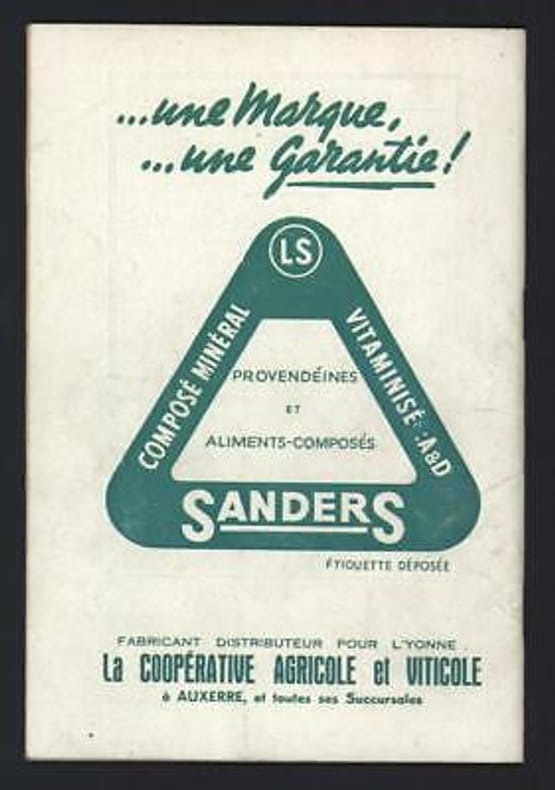 ...une Marque,
...une Garantie!
LS
COMPOSÉ MINÉRAL
VITAMINISÉ :A&D
PROVENDÉINES
ET
ALIMENTS-COMPOSÉS
SANDERS
ÉTIQUETTE DÉPOSÉE
FABRICANT DISTRIBUTEUR POUR L'YONNE.
La COOPÉRATIVE AGRICOLE et VITICOLE
à AUXERRE, et toutes ses Succursales